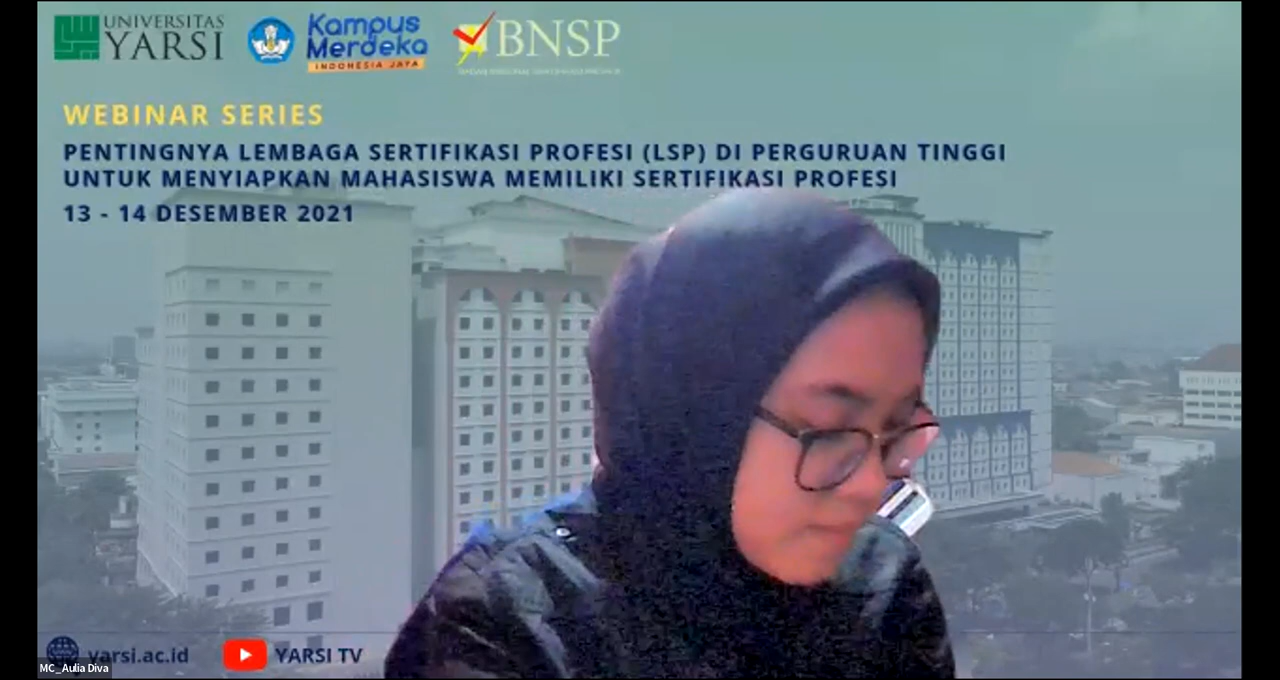 UNIVERSITAS
YARSI
Kampus
Merdeka
INDONESIA JAYA
BNSP
WEBINAR SERIES
PENTINGNYA LEMBAGA SERTIFIKASI PROFESI (LSP) DI PERGURUAN TINGGI
UNTUK MENYIAPKAN MAHASISWA MEMILIKI SERTIFIKASI PROFESI
13 - 14 DESEMBER 2021
yarsi.ac.id
YARSI TV
MC_Aulia Diva